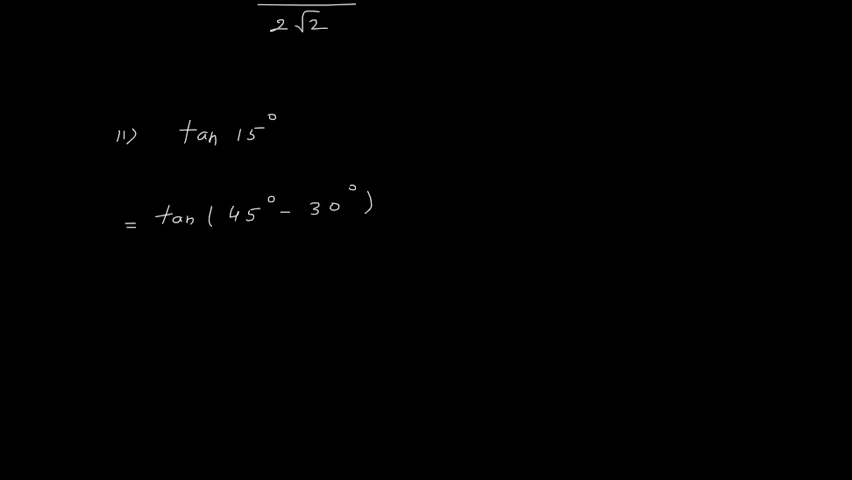 2√2
11) tan 15°
= tan( 45° - 30° )